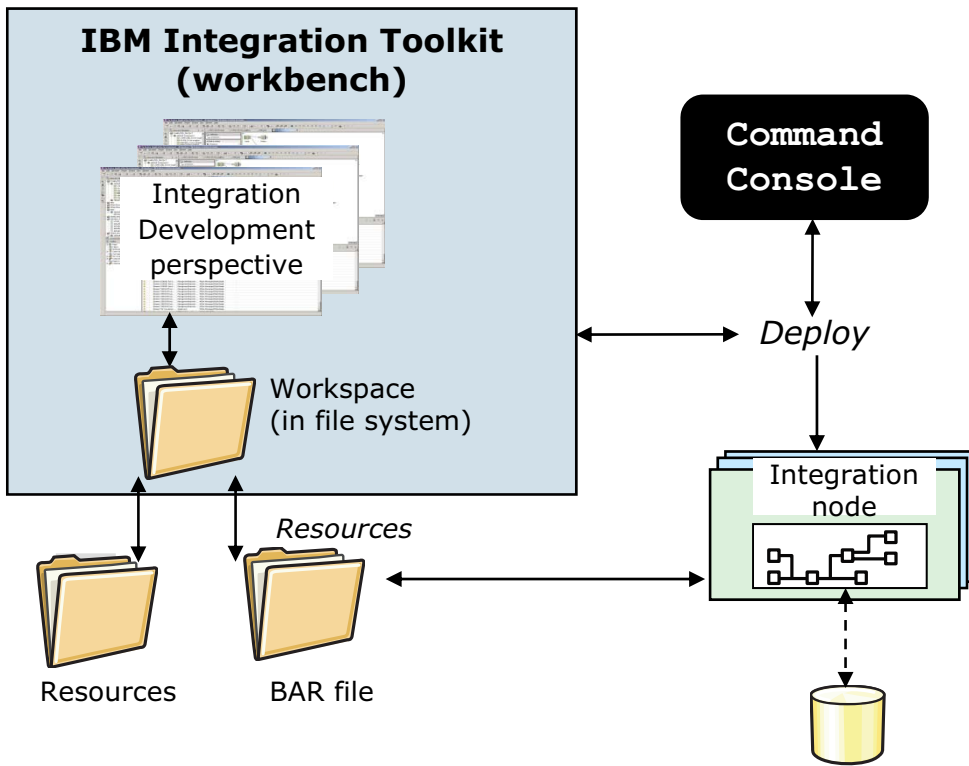 IBM Integration Toolkit
(workbench)
Integration
Development
perspective
Workspace
(in file system)
Command
Console
Deploy
Integration
node
Resources
Resources
BAR file